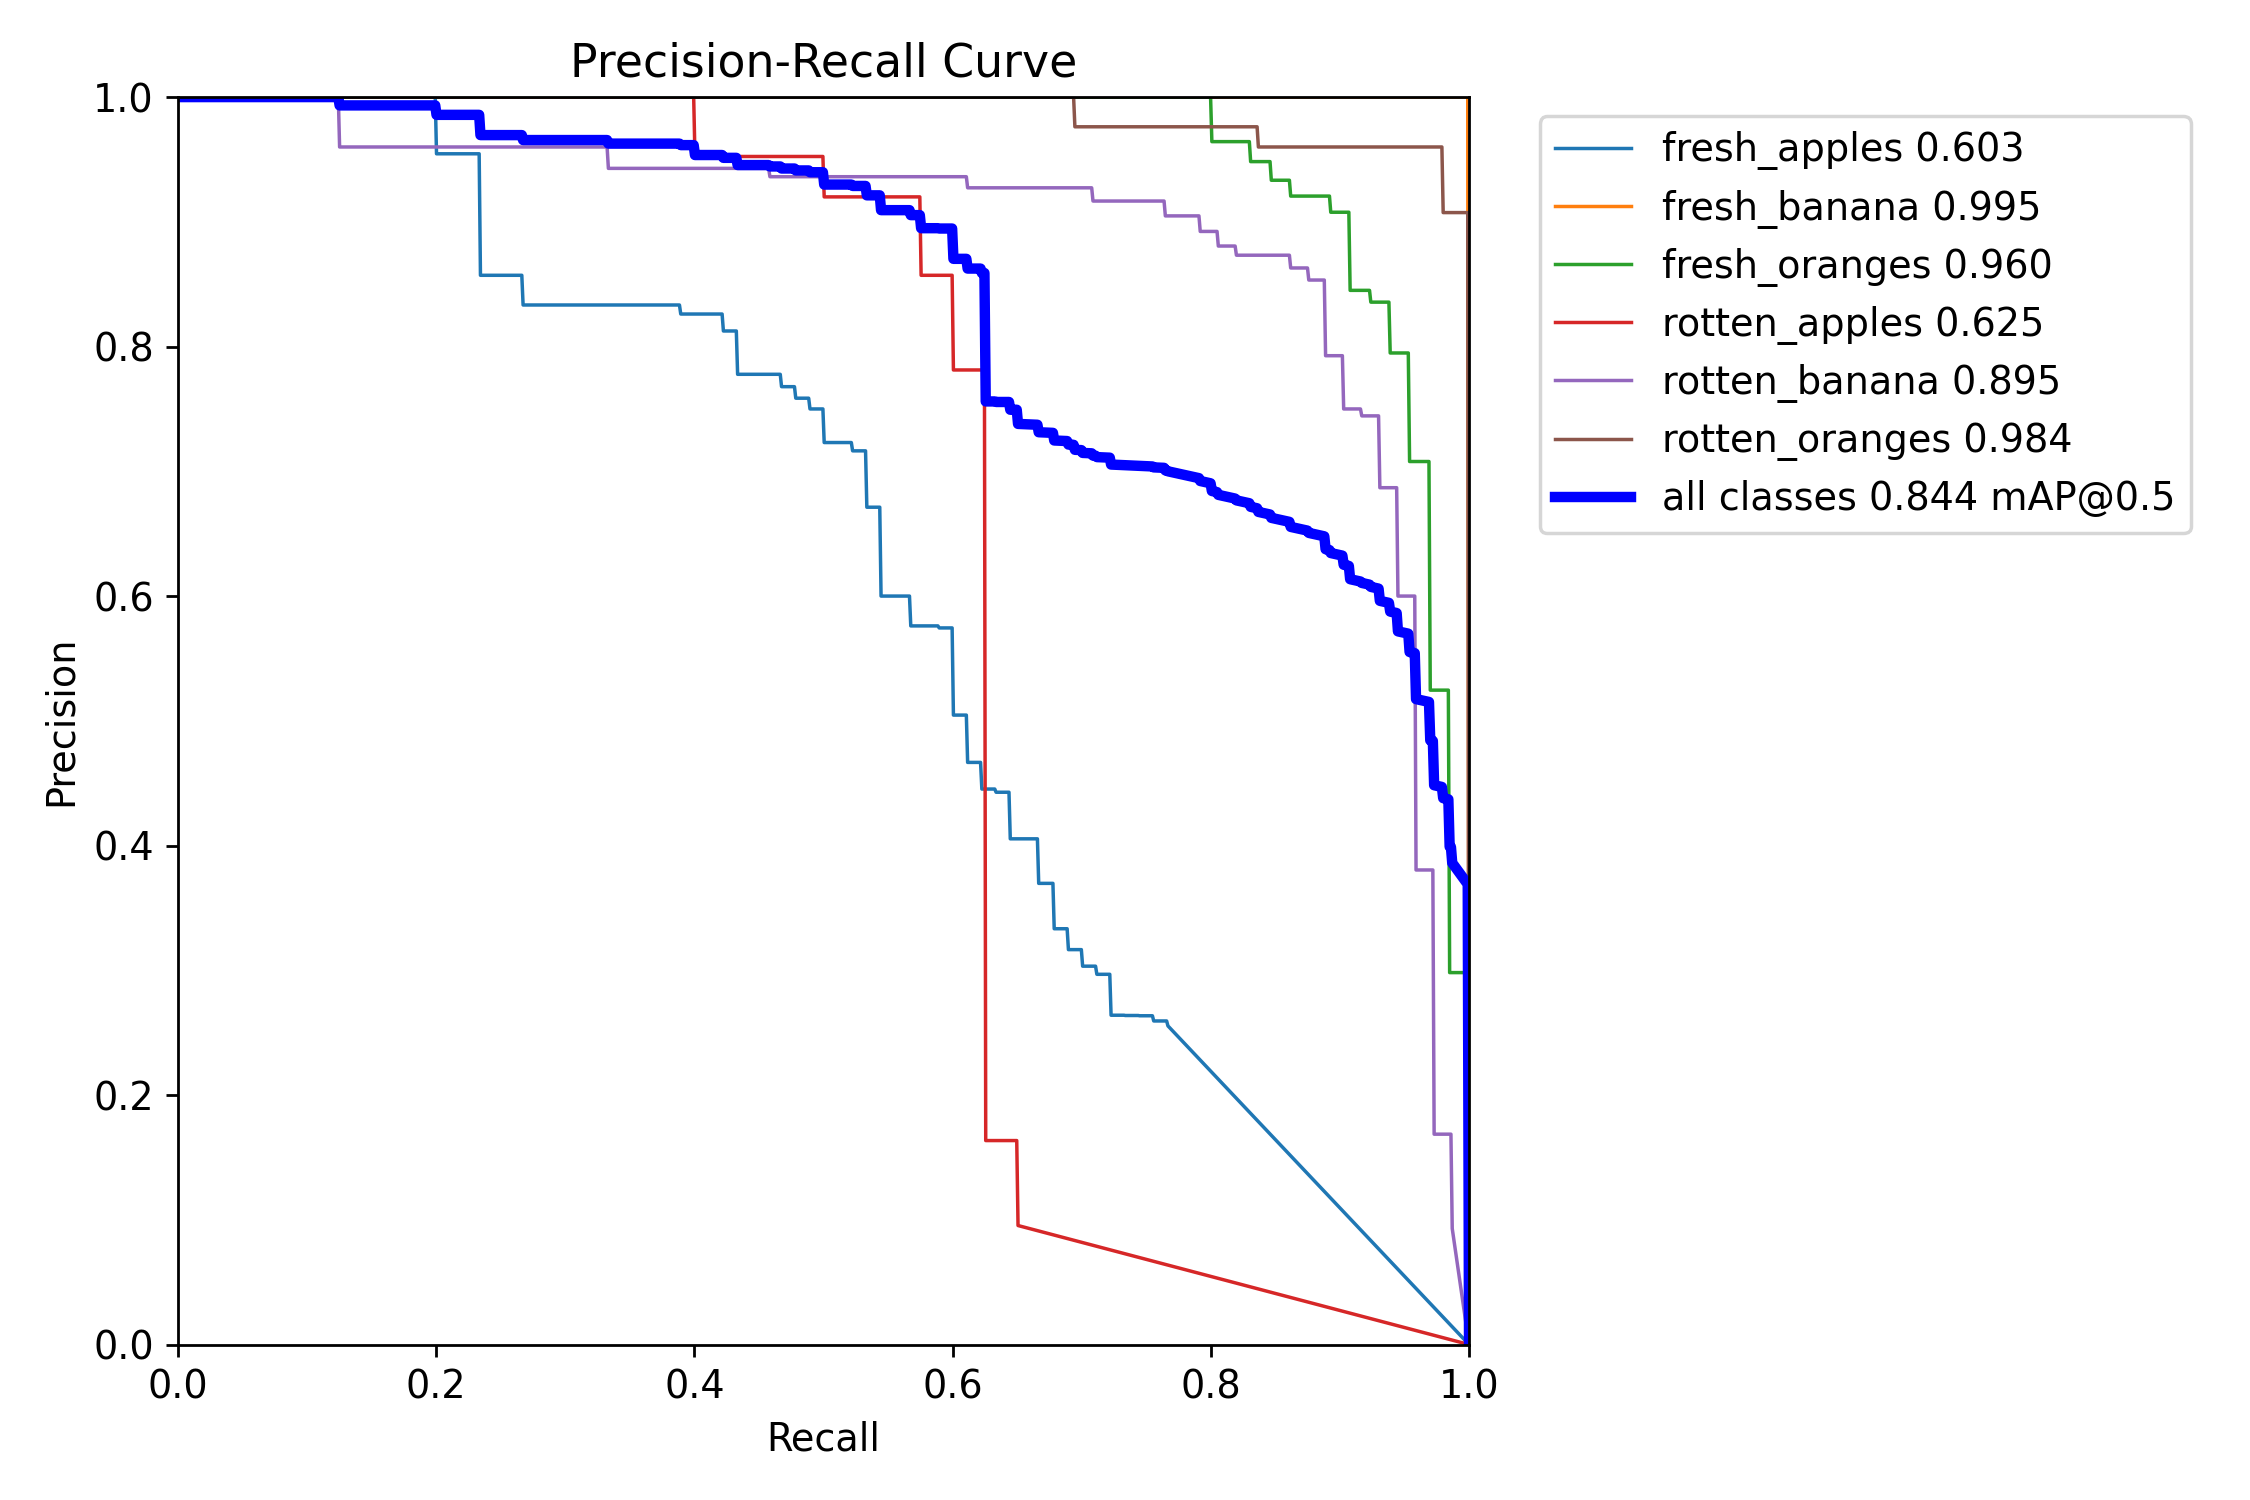 Precision-Recall Curve
1.0
0.8
0.6
0.4
0.2
0.0
Precision
0.0 0.2 0.4 0.6 0.8 1.0
Recall
fresh_apples 0.603
fresh_banana 0.995
fresh_oranges 0.960
rotten_apples 0.625
rotten_banana 0.895
rotten_oranges 0.984
all classes 0.844 mAP@0.5